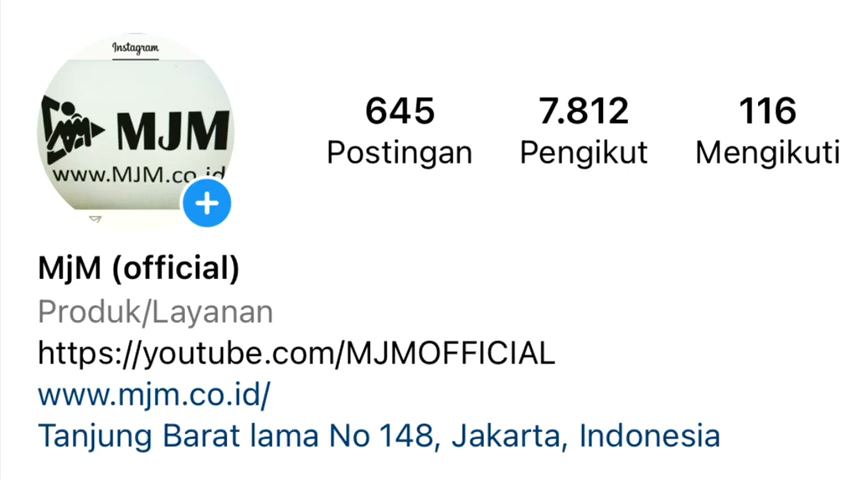 Instagram
MJM
www.MJM.co.id
645
Postingan
7.812
Pengikut
116
Mengikuti
MjM (official)
Produk/Layanan
https://youtube.com/MJMOFFICIAL
www.mjm.co.id/
Tanjung Barat lama No 148, Jakarta, Indonesia